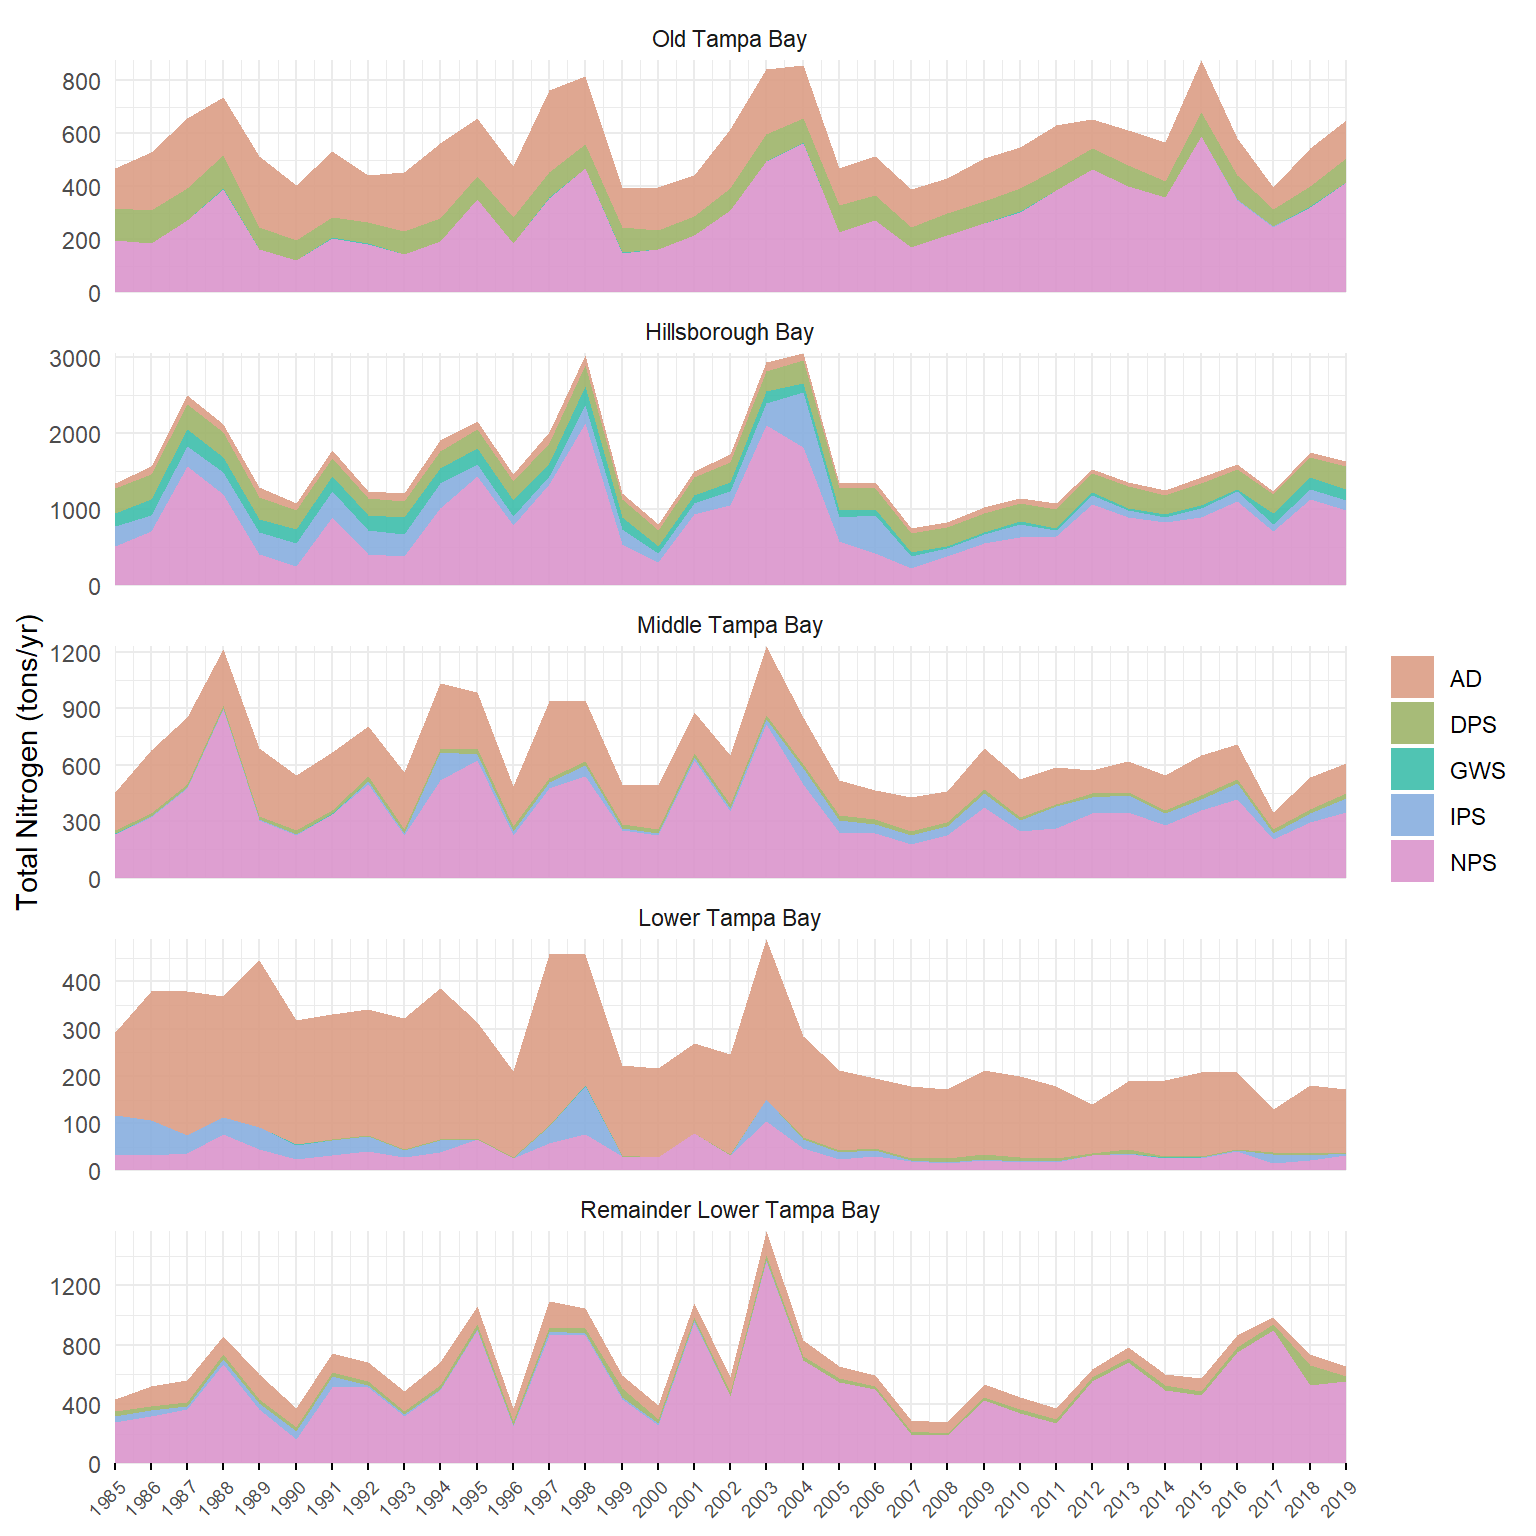 Old Tampa Bay
800
600
400
200
0
Hillsborough Bay
3000
2000
1000
0
Middle Tampa Bay
1200
900
600
300
0
Lower Tampa Bay
400
300
200
100
0
Remainder Lower Tampa Bay
1200
800
400
0
1985 1986 1987 1988 1989 1990 1991 1992 1993 1994 1995 1996 1997 1998 1999 2000 2001 2002 2003 2004 2005 2006 2007 2008 2009 2010 2011 2012 2013 2014 2015 2016 2017 2018 2019
Total Nitrogen (tons/yr)
AD
DPS
GWS
IPS
NPS